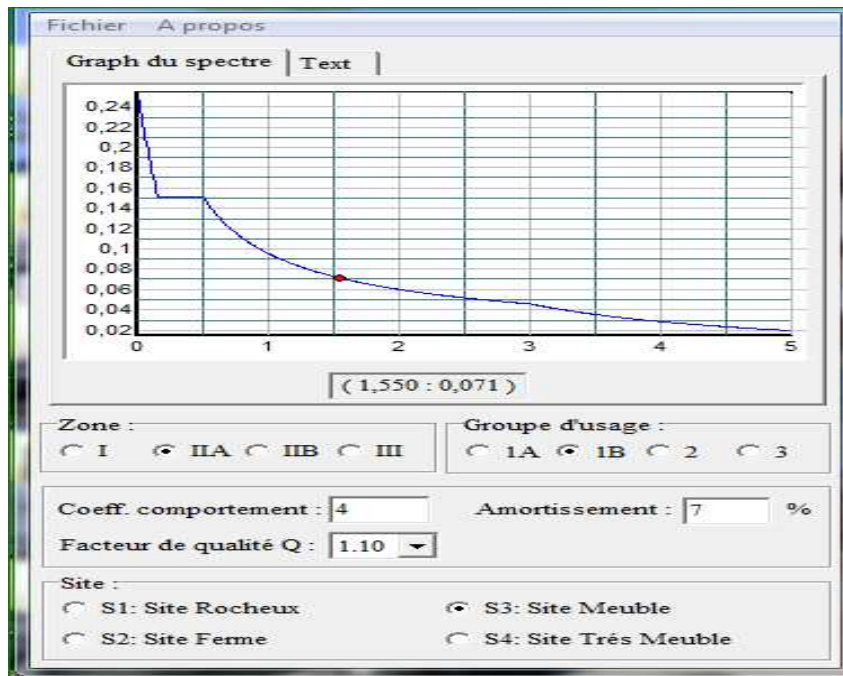 Fichier A propos
Graph du spectre Text
0,24
0,22
0,2
0,18
0,16
0,14
0,12
0,1
0,08
0,06
0,04
0,02
0 1 2 3 4 5
( 1,550 : 0,071 )
Zone : Groupe d'usage :
I IIA IIB III 1A 1B 2 3
Coeff. comportement : 4 Amortissement : 7 %
Facteur de qualité Q : 1.10
Site :
S1: Site Rocheux S3: Site Meuble
S2: Site Ferme S4: Site Trés Meuble